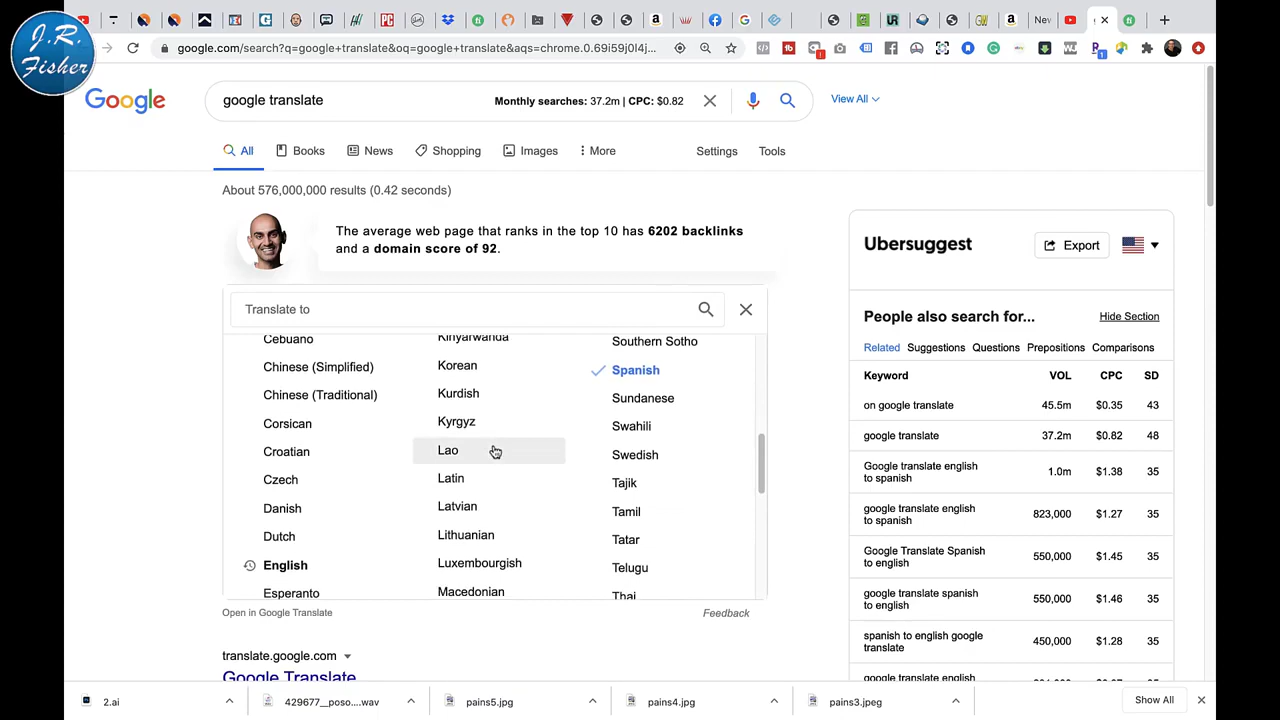 J.R.
Fisher
google.com/search?q=google+translate&oq=google+translate&aqs=chrome.0.69i59j0l4j...
Google
google translate
Monthly searches: 37.2m | CPC: $0.82
View All
All
Books
News
Shopping
Images
More
Settings
Tools
About 576,000,000 results (0.42 seconds)
The average web page that ranks in the top 10 has 6202 backlinks
and a domain score of 92.
Translate to
Cebuano
Chinese (Simplified)
Chinese (Traditional)
Corsican
Croatian
Czech
Danish
Dutch
English
Esperanto
Kinyarwanda
Korean
Kurdish
Kyrgyz
Lao
Latin
Latvian
Lithuanian
Luxembourgish
Macedonian
Southern Sotho
Spanish
Sundanese
Swahili
Swedish
Tajik
Tamil
Tatar
Telugu
Thai
Open in Google Translate
Feedback
translate.google.com
Google Translate
Ubersuggest
Export
People also search for...
Hide Section
Related Suggestions Questions Prepositions Comparisons
Keyword VOL CPC SD
on google translate 45.5m $0.35 43
google translate 37.2m $0.82 48
Google translate english
to spanish
1.0m $1.38 35
google translate english
to spanish
823,000 $1.27 35
Google Translate Spanish
to english
550,000 $1.45 35
google translate spanish
to english
550,000 $1.46 35
spanish to english google
translate
450,000 $1.28 35
google translate english
2.ai
429677__poso....wav
pains5.jpg
pains4.jpg
pains3.jpeg
Show All